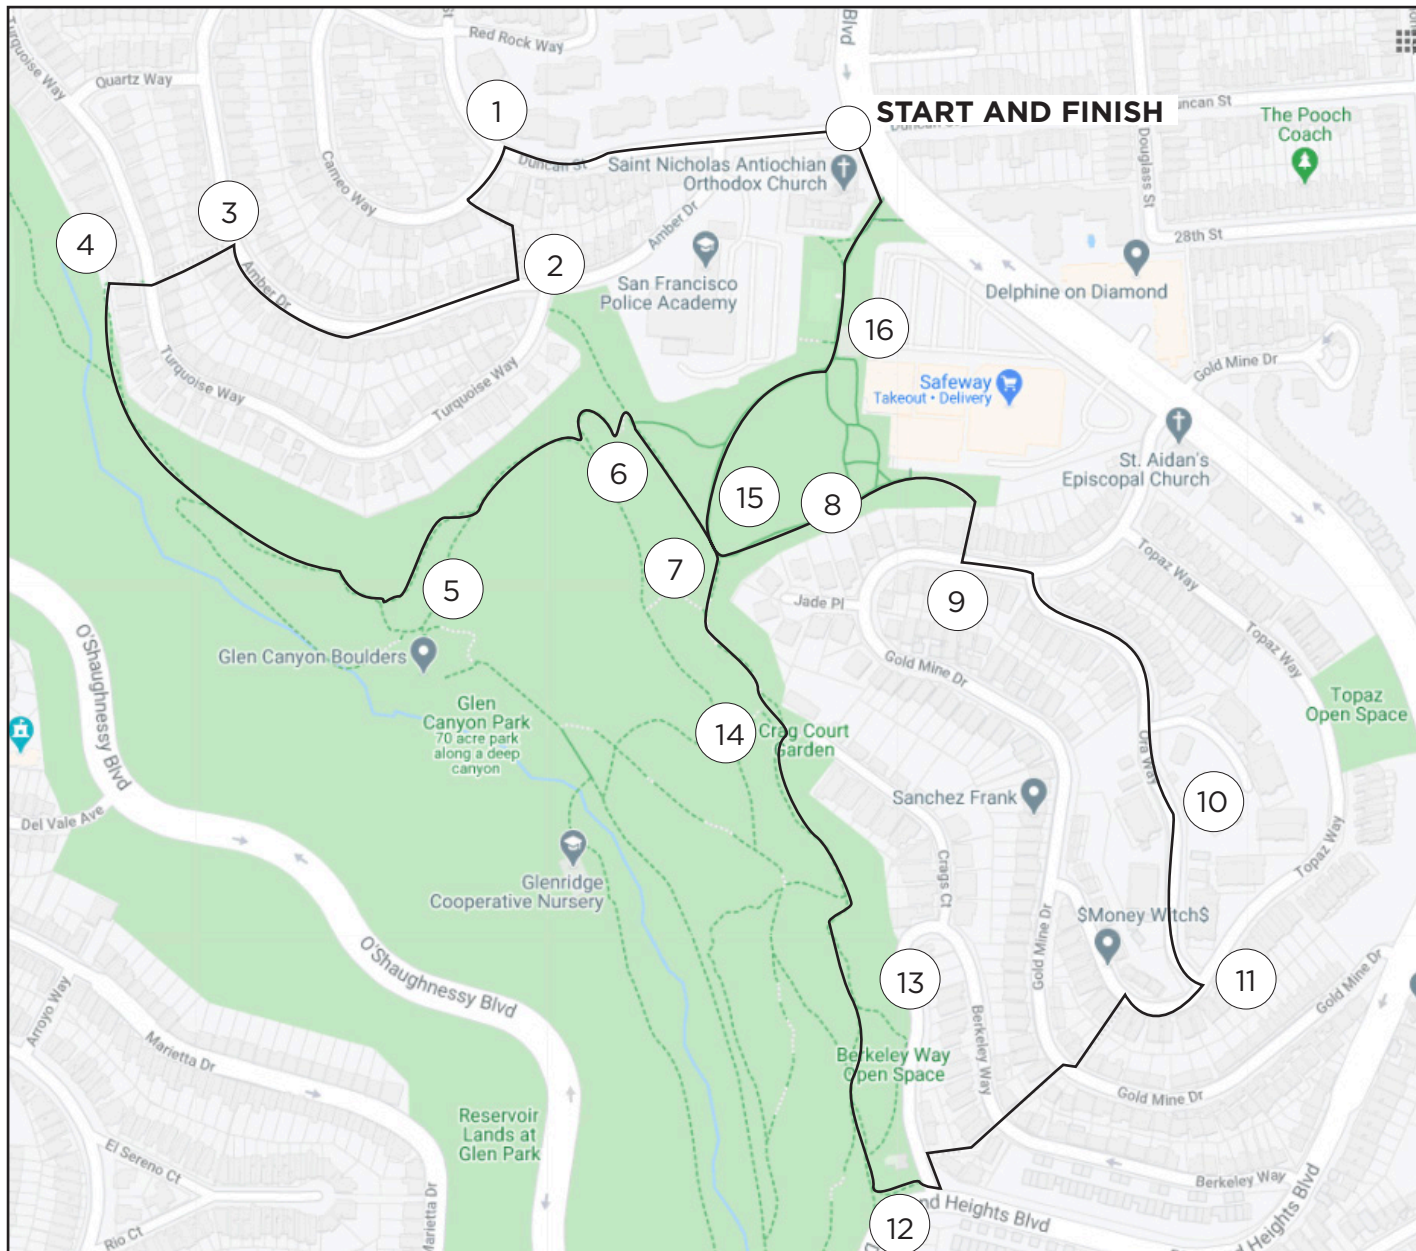 Turquoise Way
Quartz Way
St
Red Rock Way
Blvd
START AND FINISH
Duncan St
Douglass St
The Pooch
Coach
1
Duncan St
Saint Nicholas Antiochian
Orthodox Church
Cameo Way
Amber Dr
28th St
3
4
2
San Francisco
Police Academy
Delphine on Diamond
Amber Dr
16
Turquoise Way
Turquoise Way
Gold Mine Dr
Safeway
Takeout • Delivery
St. Aidan's
Episcopal Church
6
15
8
7
5
9
Jade Pl
Topaz Way
Topaz Way
O'Shaughnessy Blvd
Glen Canyon Boulders
Gold Mine Dr
Glen
Canyon Park
70 acre park
along a deep
canyon
14
Crag Court
Garden
Ora Way
Topaz
Open Space
Sanchez Frank
10
Del Vale Ave
Glenridge
Cooperative Nursery
Crags Ct
Topaz Way
$Money Witch$
Gold Mine Dr
O'Shaughnessy Blvd
13
11
Gold Mine Dr
Arroyo Way
Marietta Dr
Berkeley Way
Berkeley Way
Open Space
Gold Mine Dr
Reservoir
Lands at
Glen Park
El Sereno Ct
Marietta Dr
Berkeley Way
12
nd Heights Blvd
Heights Blvd
Rio Ct